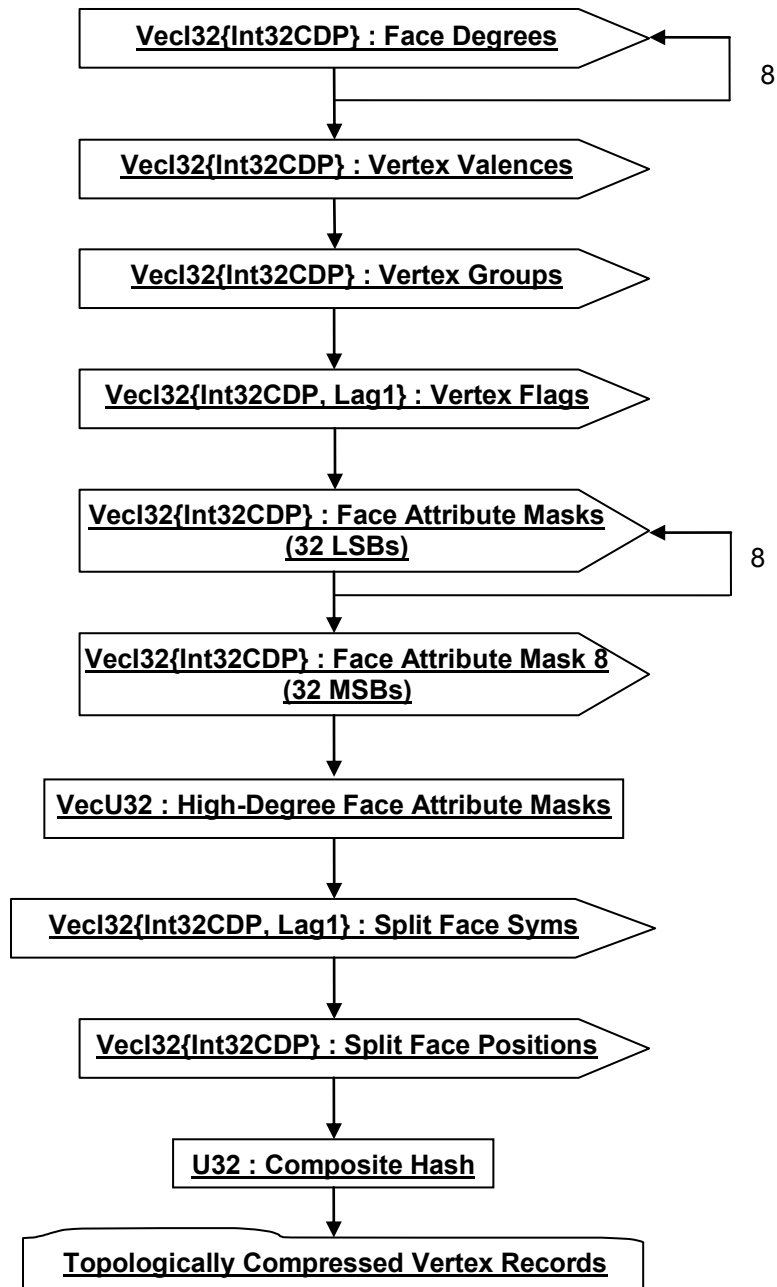 VecI32{Int32CDP} : Face Degrees
8
VecI32{Int32CDP} : Vertex Valences
VecI32{Int32CDP} : Vertex Groups
VecI32{Int32CDP, Lag1} : Vertex Flags
VecI32{Int32CDP} : Face Attribute Masks
(32 LSBs)
8
VecI32{Int32CDP} : Face Attribute Mask 8
(32 MSBs)
VecU32 : High-Degree Face Attribute Masks
VecI32{Int32CDP, Lag1} : Split Face Syms
VecI32{Int32CDP} : Split Face Positions
U32 : Composite Hash
Topologically Compressed Vertex Records